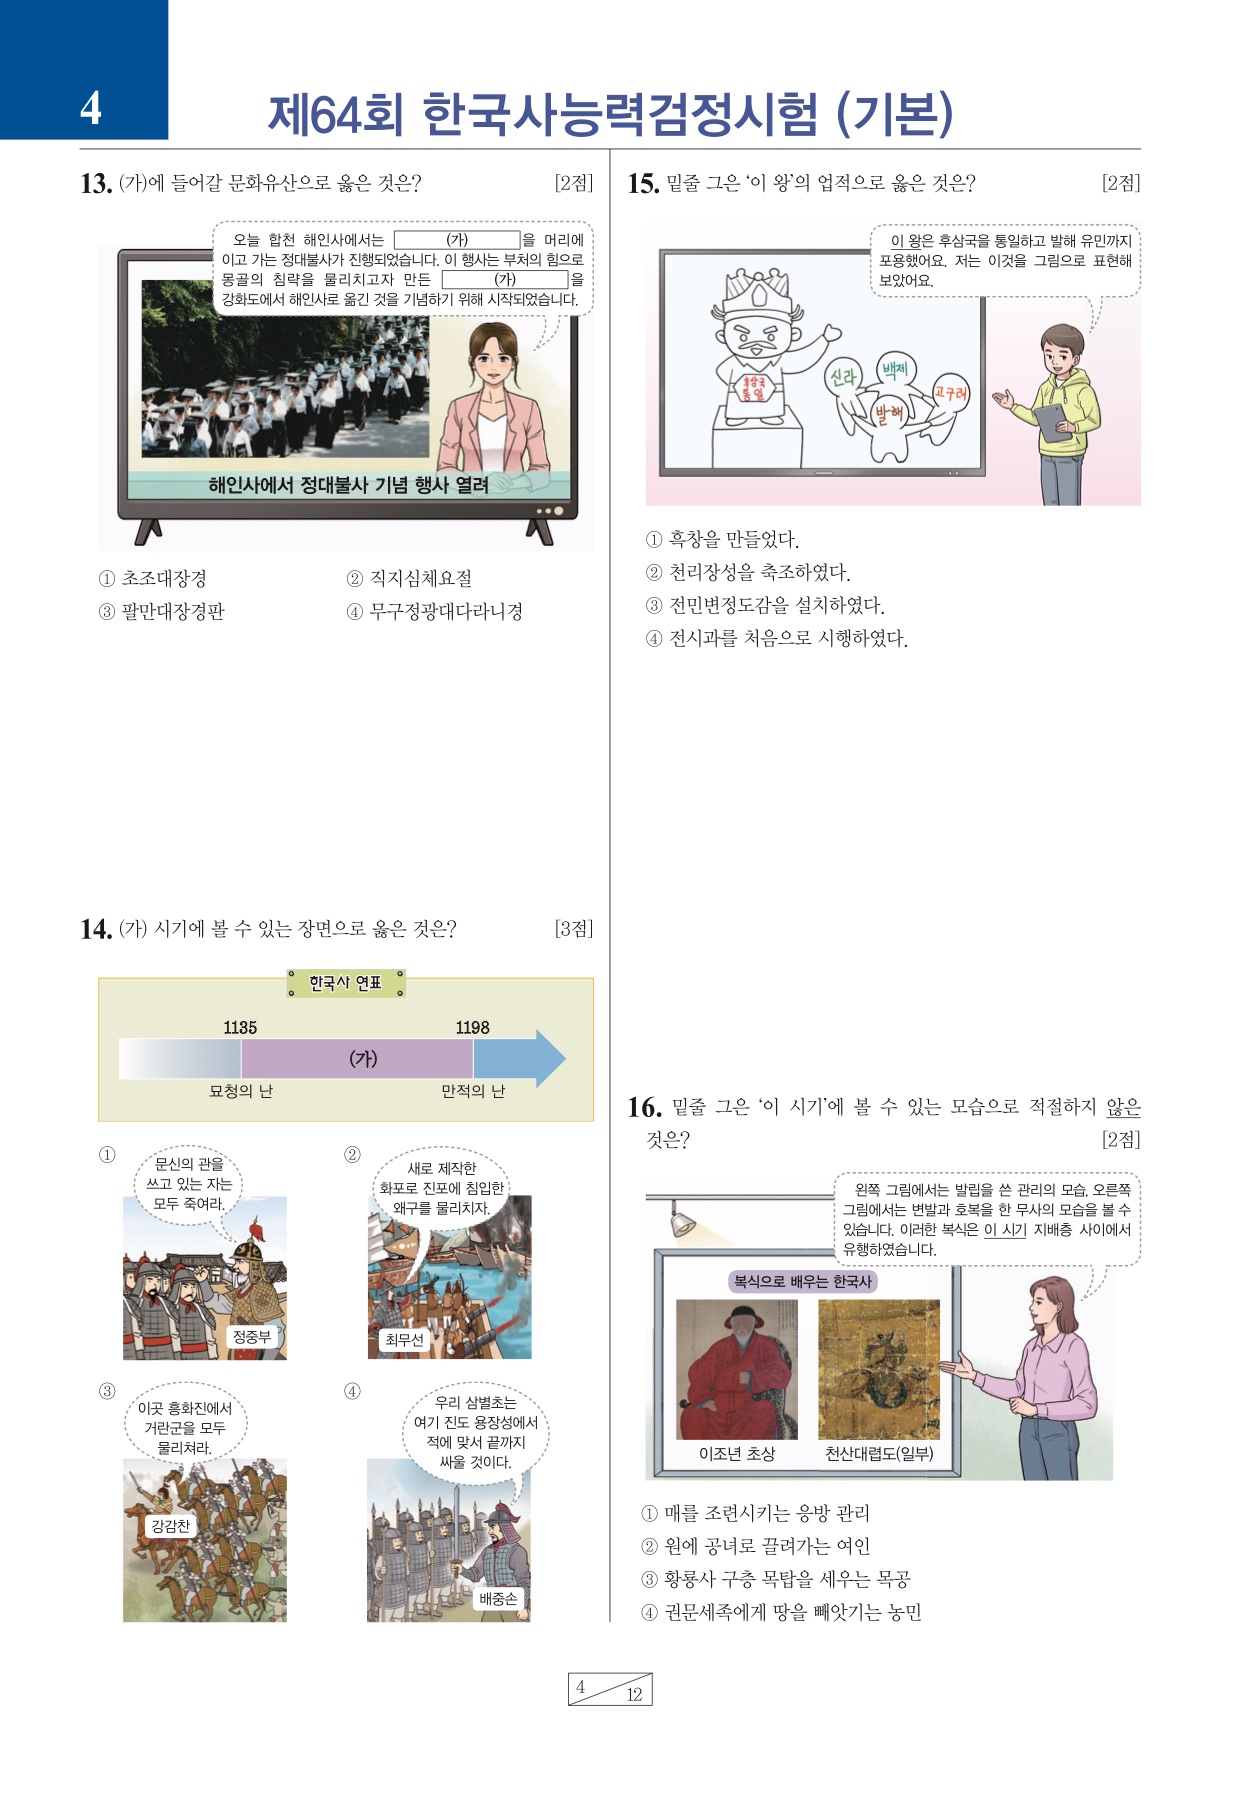 4
제64회 한국사능력검정시험 (기본)
13. (가)에 들어갈 문화유산으로 옳은 것은? [2점]
오늘 합천 해인사에서는 (가) 을 머리에
이고 가는 정대불사가 진행되었습니다. 이 행사는 부처의 힘으로
몽골의 침략을 물리치고자 만든 (가) 을
강화도에서 해인사로 옮긴 것을 기념하기 위해 시작되었습니다.
해인사에서 정대불사 기념 행사 열려
① 초조대장경 ② 직지심체요절
③ 팔만대장경판 ④ 무구정광대다라니경
14. (가) 시기에 볼 수 있는 장면으로 옳은 것은? [3점]
한국사 연표
1135 1198
(가)
묘청의 난 만적의 난
①
문신의 관을
쓰고 있는 자는
모두 죽여라.
정중부
②
새로 제작한
화포로 진포에 침입한
왜구를 물리치자.
최무선
③
이곳 흥화진에서
거란군을 모두
물리쳐라.
강감찬
④
우리 삼별초는
여기 진도 용장성에서
적에 맞서 끝까지
싸울 것이다.
배중손
15. 밑줄 그은 ‘이 왕’의 업적으로 옳은 것은? [2점]
이 왕은 후삼국을 통일하고 발해 유민까지
포용했어요. 저는 이것을 그림으로 표현해
보았어요.
후삼국
통일
신라
백제
고구려
발해
① 흑창을 만들었다.
② 천리장성을 축조하였다.
③ 전민변정도감을 설치하였다.
④ 전시과를 처음으로 시행하였다.
16. 밑줄 그은 ‘이 시기’에 볼 수 있는 모습으로 적절하지 않은
것은? [2점]
왼쪽 그림에서는 발립을 쓴 관리의 모습, 오른쪽
그림에서는 변발과 호복을 한 무사의 모습을 볼 수
있습니다. 이러한 복식은 이 시기 지배층 사이에서
유행하였습니다.
복식으로 배우는 한국사
이조년 초상 천산대렵도(일부)
① 매를 조련시키는 응방 관리
② 원에 공녀로 끌려가는 여인
③ 황룡사 구층 목탑을 세우는 목공
④ 권문세족에게 땅을 빼앗기는 농민
4
12